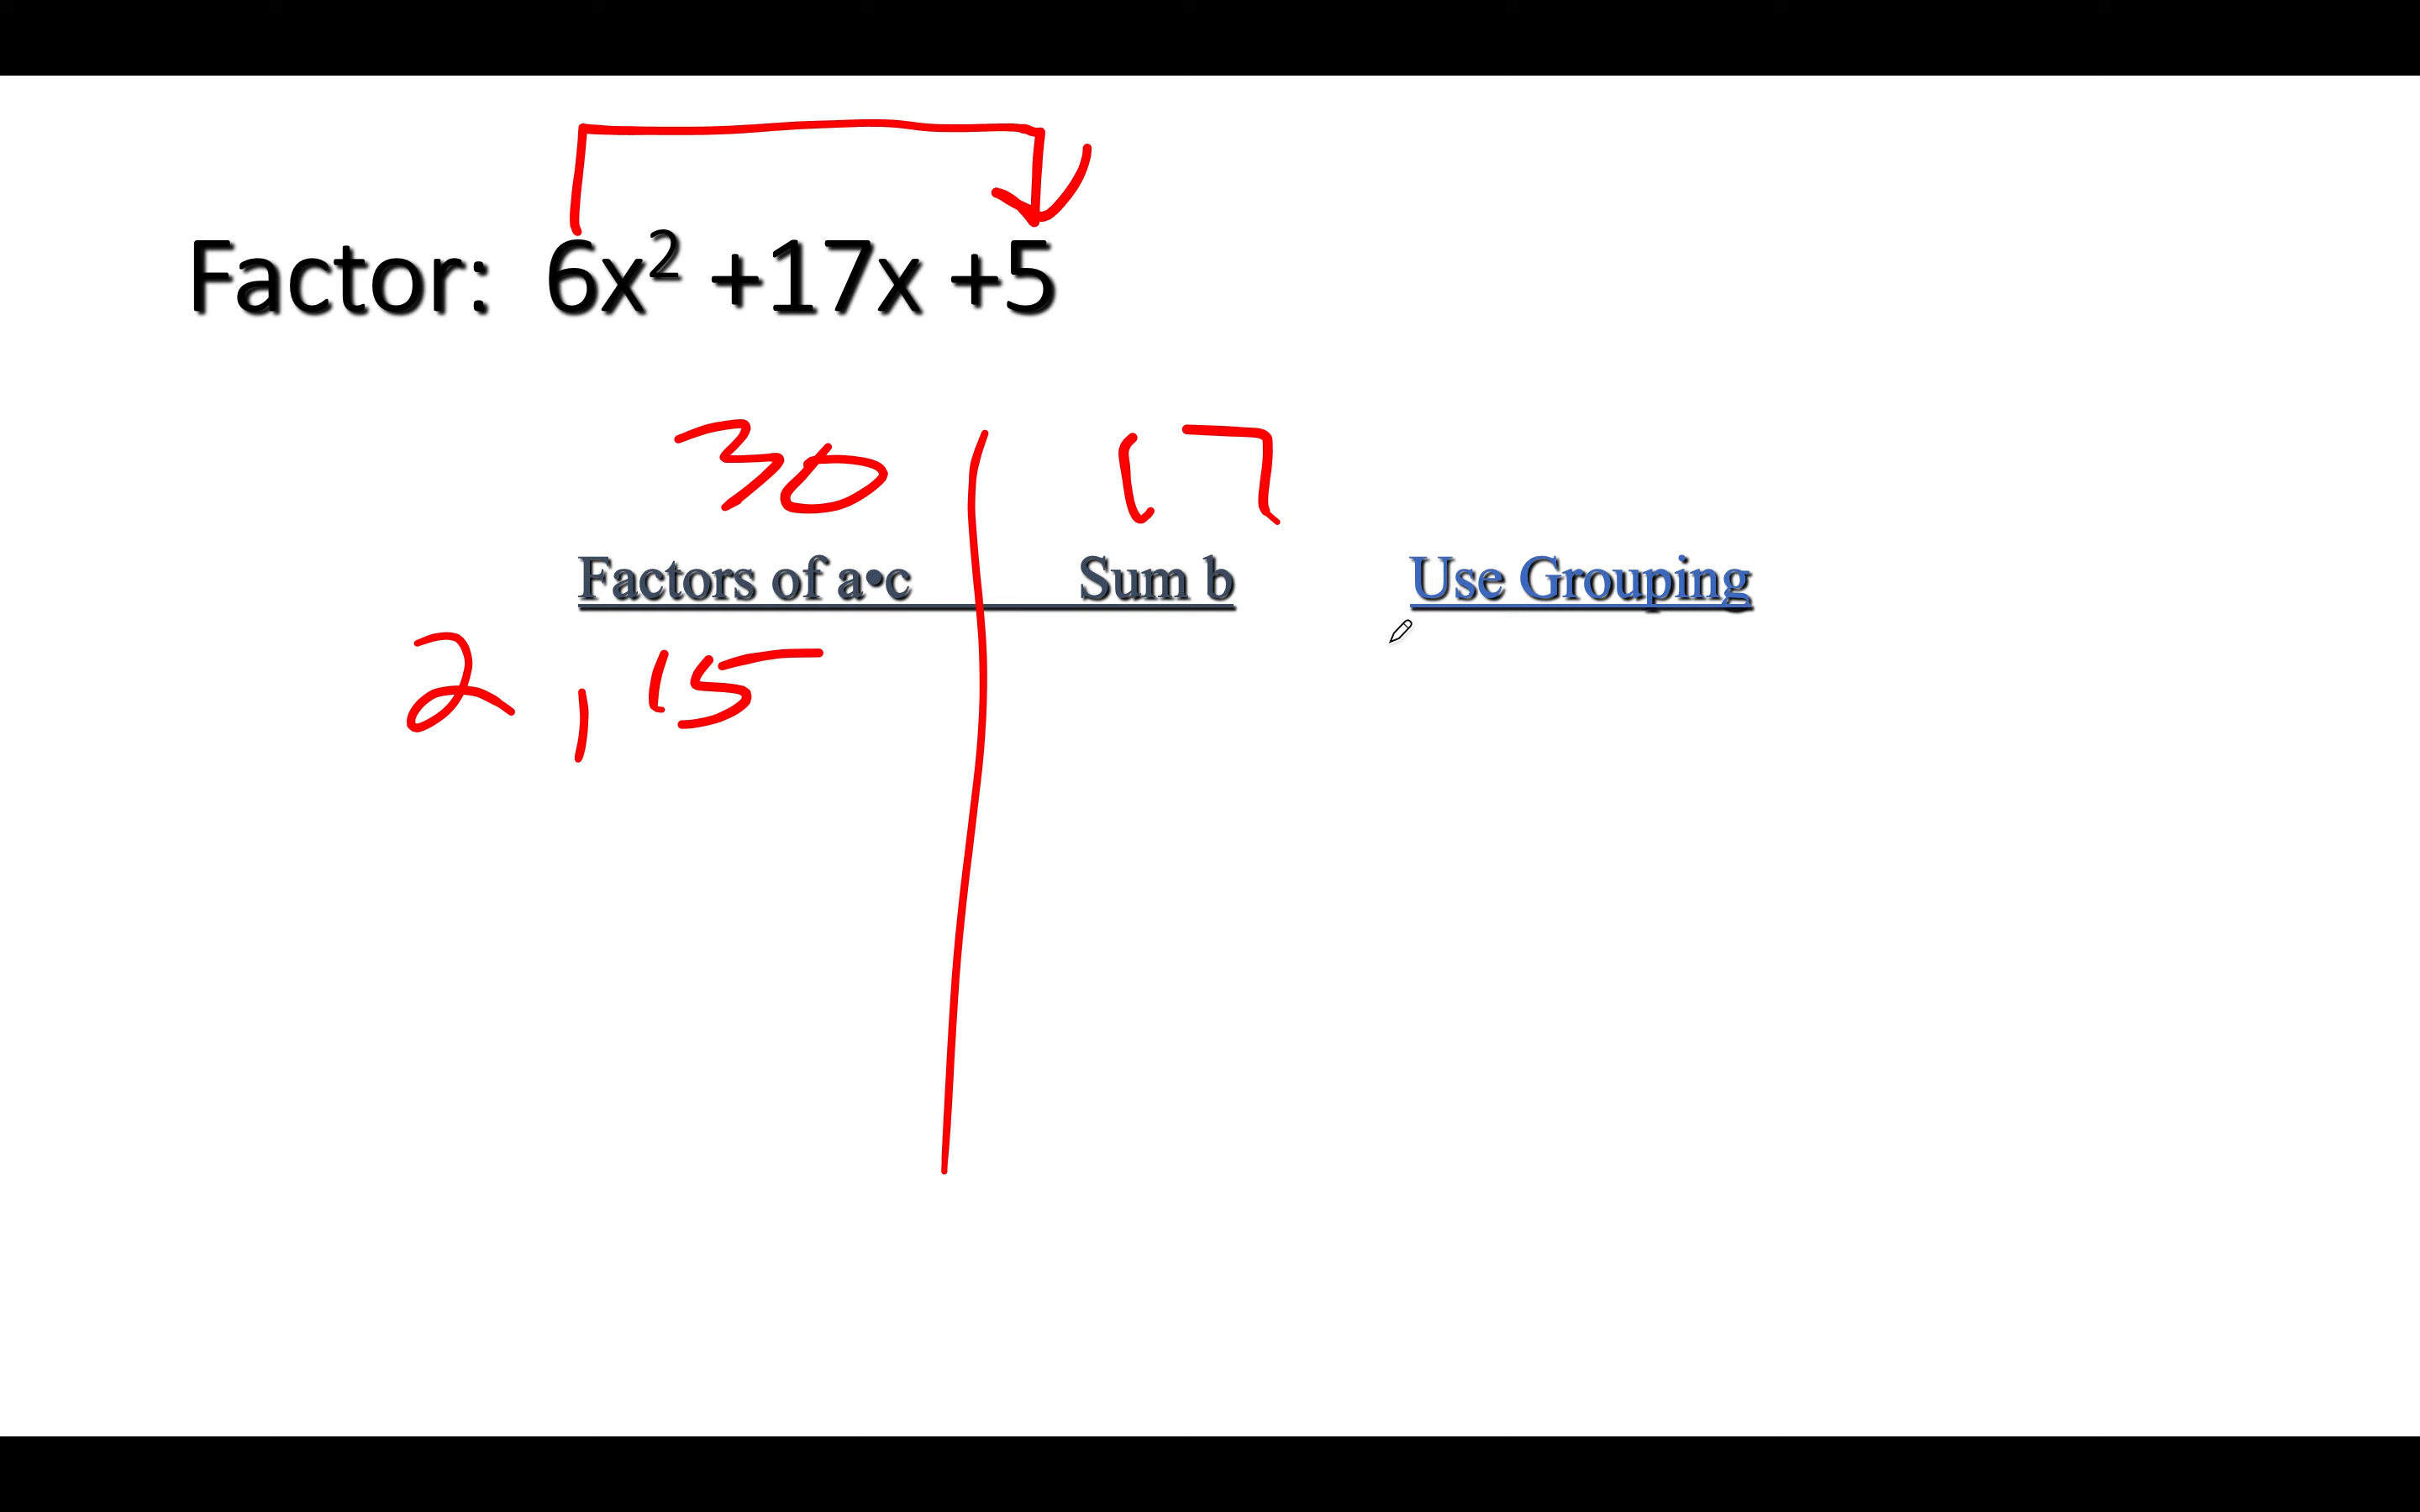 Factor: 6x² +17x +5
30 17
Factors of a•c Sum b Use Grouping
2 , 15